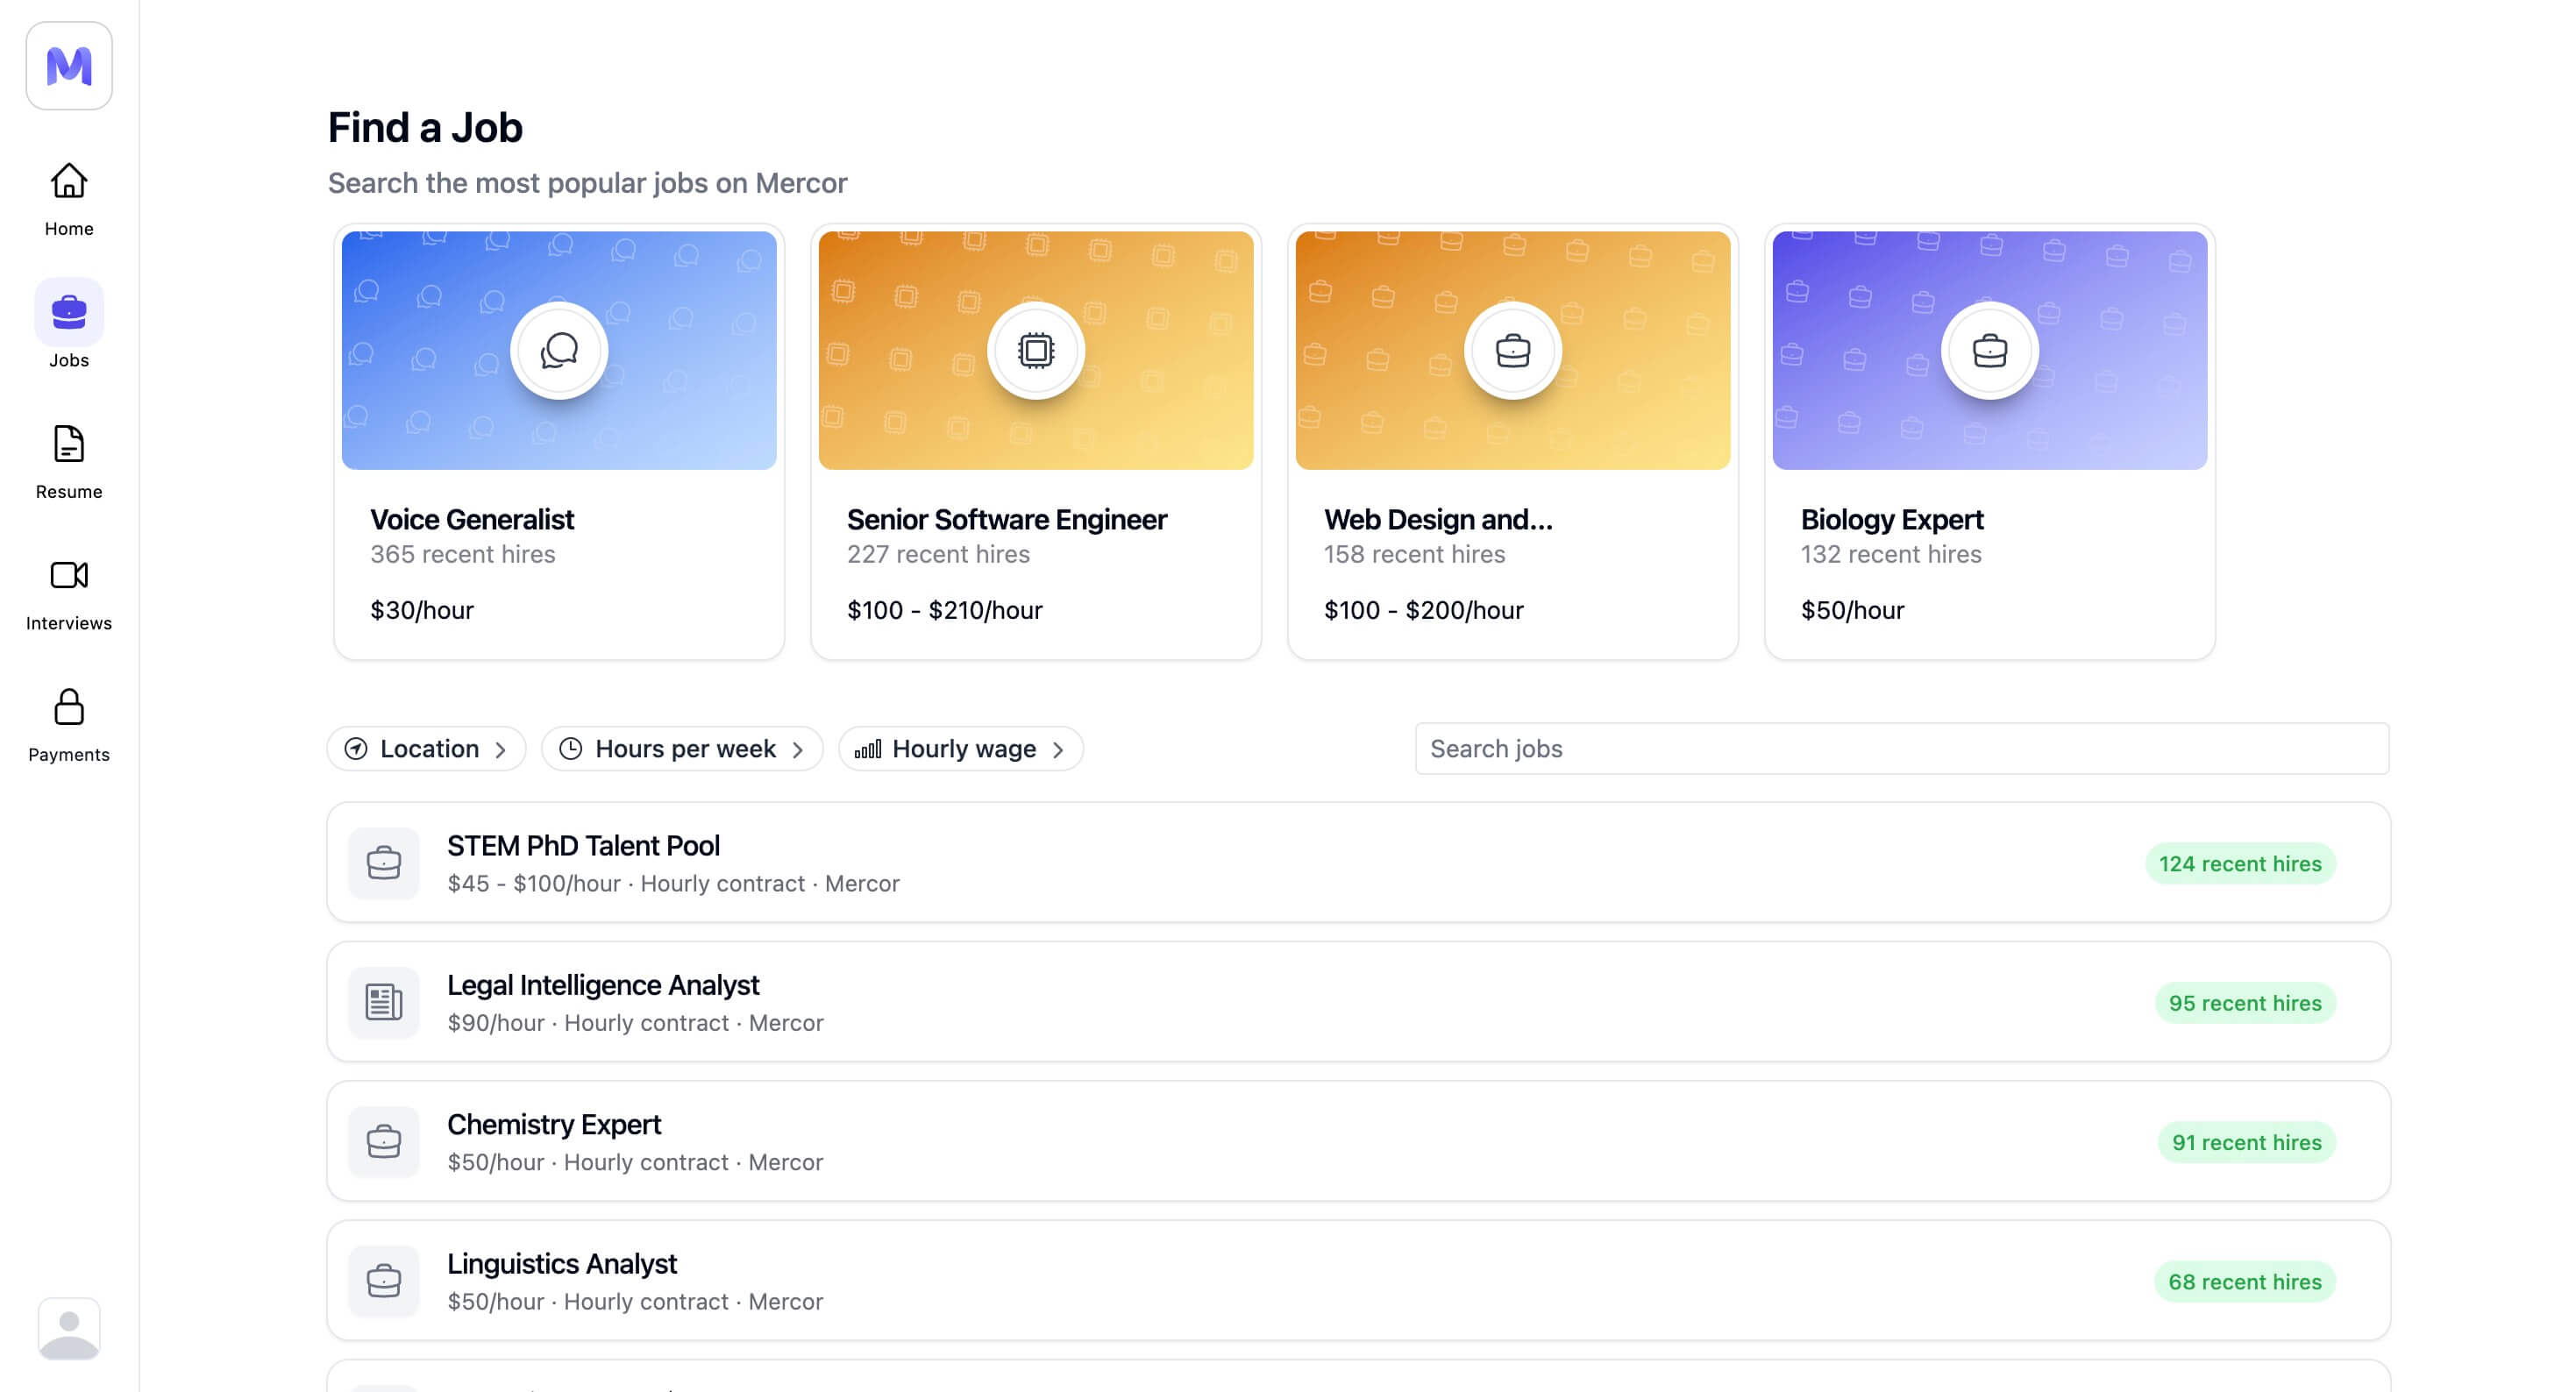 Home
Jobs
Resume
Interviews
Payments
Find a Job
Search the most popular jobs on Mercor
Voice Generalist
365 recent hires
$30/hour
Senior Software Engineer
227 recent hires
$100 - $210/hour
Web Design and...
158 recent hires
$100 - $200/hour
Biology Expert
132 recent hires
$50/hour
Location
Hours per week
Hourly wage
Search jobs
STEM PhD Talent Pool
$45 - $100/hour · Hourly contract · Mercor
124 recent hires
Legal Intelligence Analyst
$90/hour · Hourly contract · Mercor
95 recent hires
Chemistry Expert
$50/hour · Hourly contract · Mercor
91 recent hires
Linguistics Analyst
$50/hour · Hourly contract · Mercor
68 recent hires